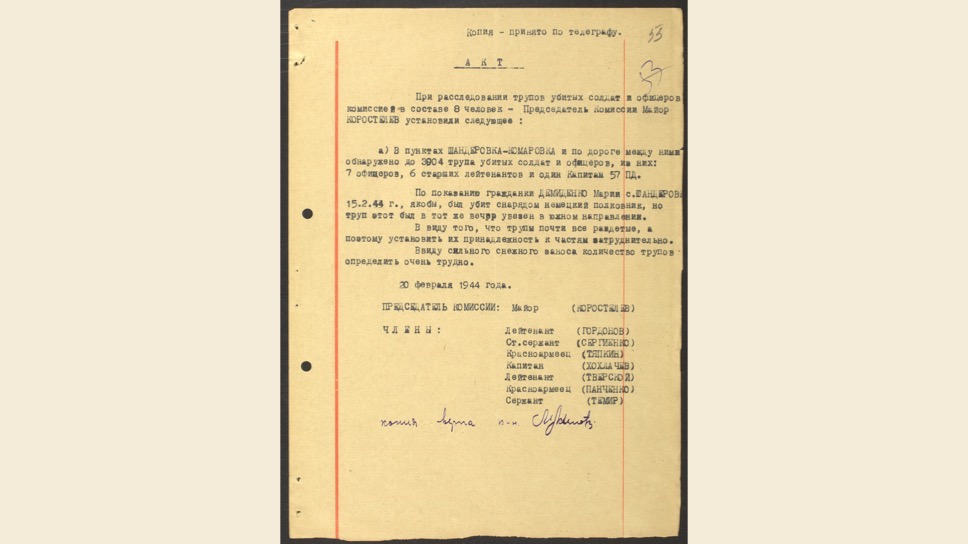 Копия - принято по телеграфу.
55
А К Т
При расследовании трупов убитых солдат и офицеров
комиссией в составе 8 человек - Председатель Комиссии Майор
КОРОСТЕЛЕВ установили следующее :
а) В пунктах ШАНДЕРОВКА-КОМАРОВКА и по дороге между ними
обнаружено до 3904 трупа убитых солдат и офицеров, из них:
7 офицеров, 6 старших лейтенантов и один Капитан 57 ПД.
По показанию гражданки ДЕМИДЕНКО Марии с.ШАНДЕРОВК
15.2.44 г., якобы, был убит снарядом немецкий полковник, но
труп этот был в тот же вечер увезен в южном направлении.
В виду того, что трупы почти все раздетые, а
поэтому установить их принадлежность к частям затруднительно.
Ввиду сильного снежного заноса количество трупов
определить очень трудно.
20 февраля 1944 года.
ПРЕДСЕДАТЕЛЬ КОМИССИИ: Майор (КОРОСТЕЛЕВ)
Ч Л Е Н Ы : Лейтенант (ГОРДОНОВ)
Ст.сержант (СЕРГИЕНКО)
Красноармеец (ТЯПКИН)
Капитан (ХОХЛАЧЕВ)
Лейтенант (ТВЕРСКОЙ)
Красноармеец (ПАНЧЕНКО)
Сержант (ТЕМИР)
копия верна